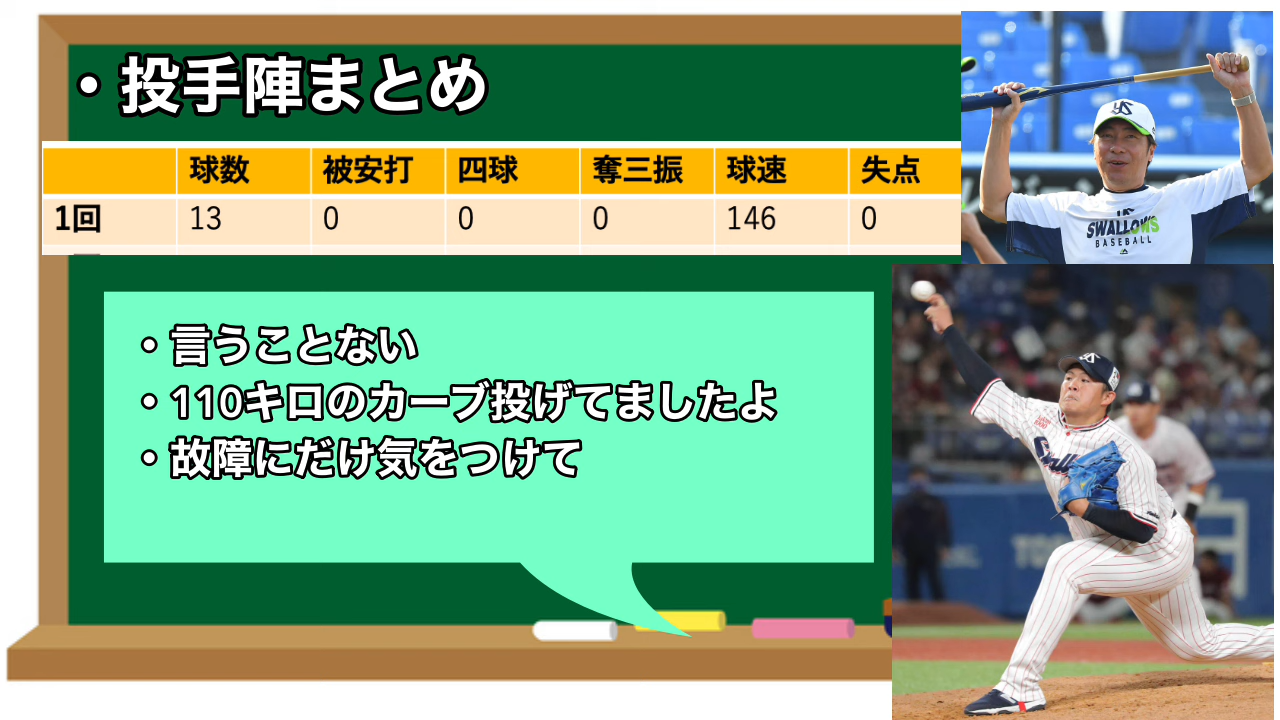 ・投手陣まとめ
球数 被安打 四球 奪三振 球速 失点
1回 13 0 0 0 146 0
・言うことない
・110キロのカーブ投げてましたよ
・故障にだけ気をつけて
YS
SWALLOWS
BASEBALL